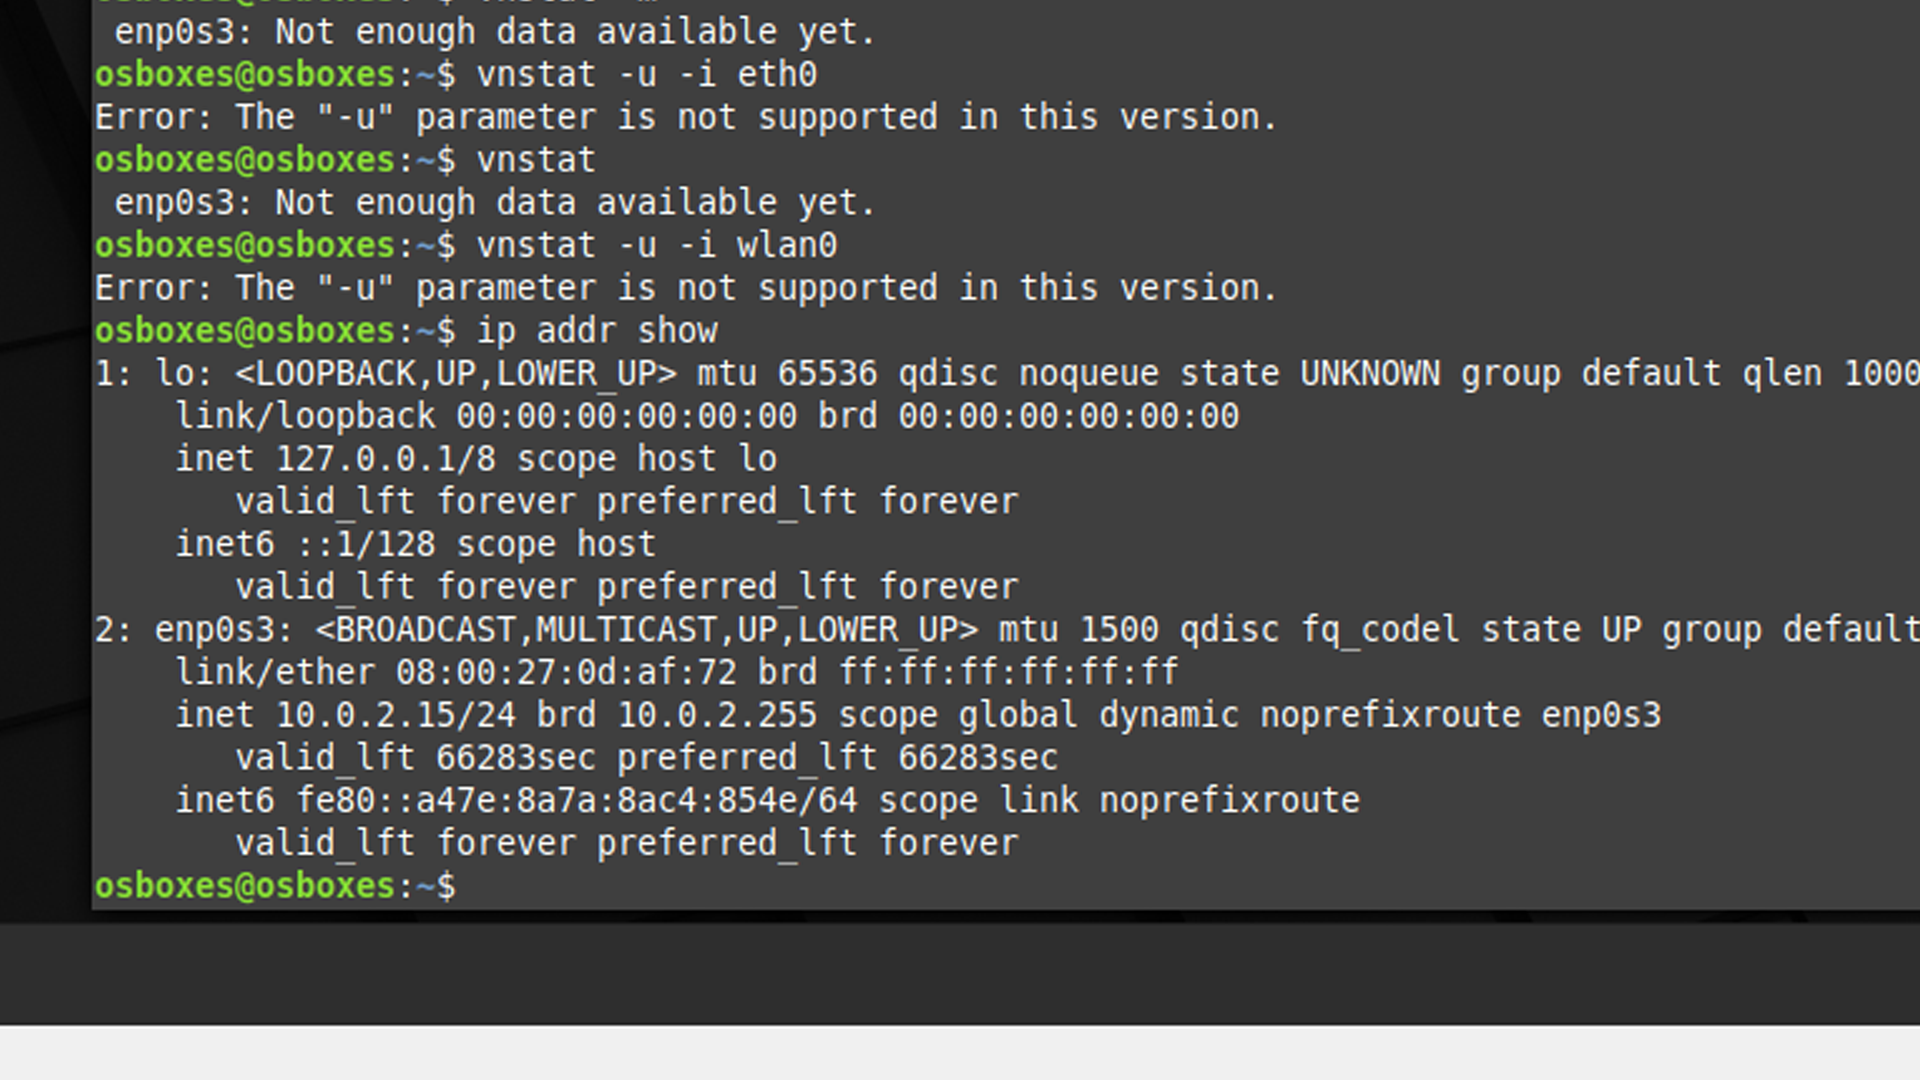 enp0s3: Not enough data available yet.
osboxes@osboxes:~$ vnstat -u -i eth0
Error: The "-u" parameter is not supported in this version.
osboxes@osboxes:~$ vnstat
 enp0s3: Not enough data available yet.
osboxes@osboxes:~$ vnstat -u -i wlan0
Error: The "-u" parameter is not supported in this version.
osboxes@osboxes:~$ ip addr show
1: lo: <LOOPBACK,UP,LOWER_UP> mtu 65536 qdisc noqueue state UNKNOWN group default qlen 1000
    link/loopback 00:00:00:00:00:00 brd 00:00:00:00:00:00
    inet 127.0.0.1/8 scope host lo
       valid_lft forever preferred_lft forever
    inet6 ::1/128 scope host
       valid_lft forever preferred_lft forever
2: enp0s3: <BROADCAST,MULTICAST,UP,LOWER_UP> mtu 1500 qdisc fq_codel state UP group default
    link/ether 08:00:27:0d:af:72 brd ff:ff:ff:ff:ff:ff
    inet 10.0.2.15/24 brd 10.0.2.255 scope global dynamic noprefixroute enp0s3
       valid_lft 66283sec preferred_lft 66283sec
    inet6 fe80::a47e:8a7a:8ac4:854e/64 scope link noprefixroute
       valid_lft forever preferred_lft forever
osboxes@osboxes:~$